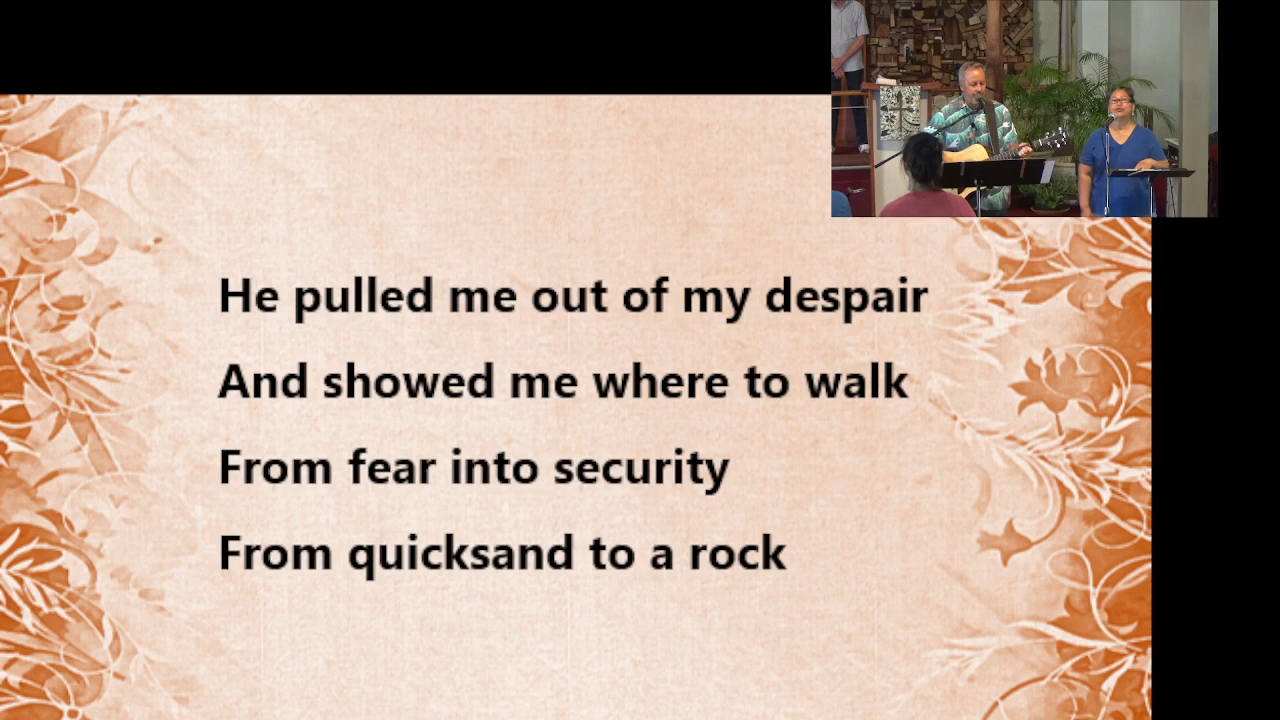 He pulled me out of my despair
And showed me where to walk
From fear into security
From quicksand to a rock